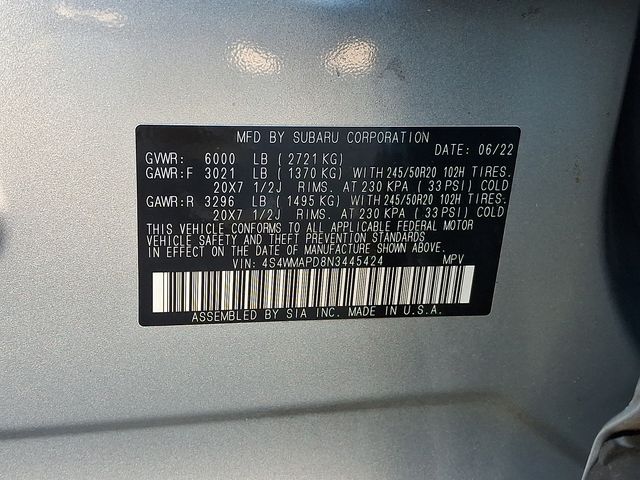 MFD BY SUBARU CORPORATION
DATE: 06/22
GVWR: 6000 LB ( 2721 KG)
GAWR:F 3021 LB ( 1370 KG) WITH 245/50R20 102H TIRES.
20X7 1/2J RIMS. AT 230 KPA ( 33 PSI) COLD
GAWR:R 3296 LB ( 1495 KG) WITH 245/50R20 102H TIRES.
20X7 1/2J RIMS. AT 230 KPA ( 33 PSI) COLD
THIS VEHICLE CONFORMS TO ALL APPLICABLE FEDERAL MOTOR
VEHICLE SAFETY AND THEFT PREVENTION STANDARDS
IN EFFECT ON THE DATE OF MANUFACTURE SHOWN ABOVE.
VIN: 4S4WMAPD8N3445424 MPV
ASSEMBLED BY SIA INC. MADE IN U.S.A.